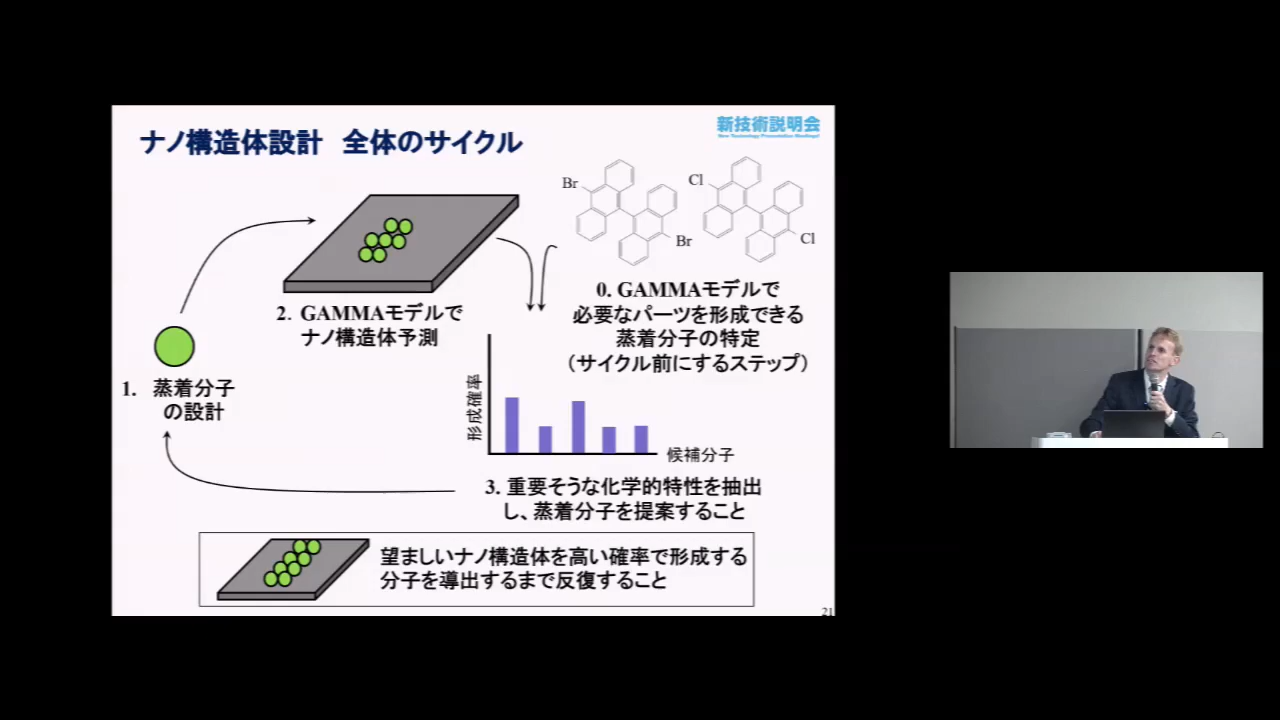 ナノ構造体設計 全体のサイクル
新技術説明会
New Technology Presentation Meetings!
Br
Br
Cl
Cl
0. GAMMAモデルで
必要なパーツを形成できる
蒸着分子の特定
(サイクル前にするステップ)
2. GAMMAモデルで
ナノ構造体予測
1. 蒸着分子
の設計
形成確率
候補分子
3. 重要そうな化学的特性を抽出
し、蒸着分子を提案すること
望ましいナノ構造体を高い確率で形成する
分子を導出するまで反復すること
21